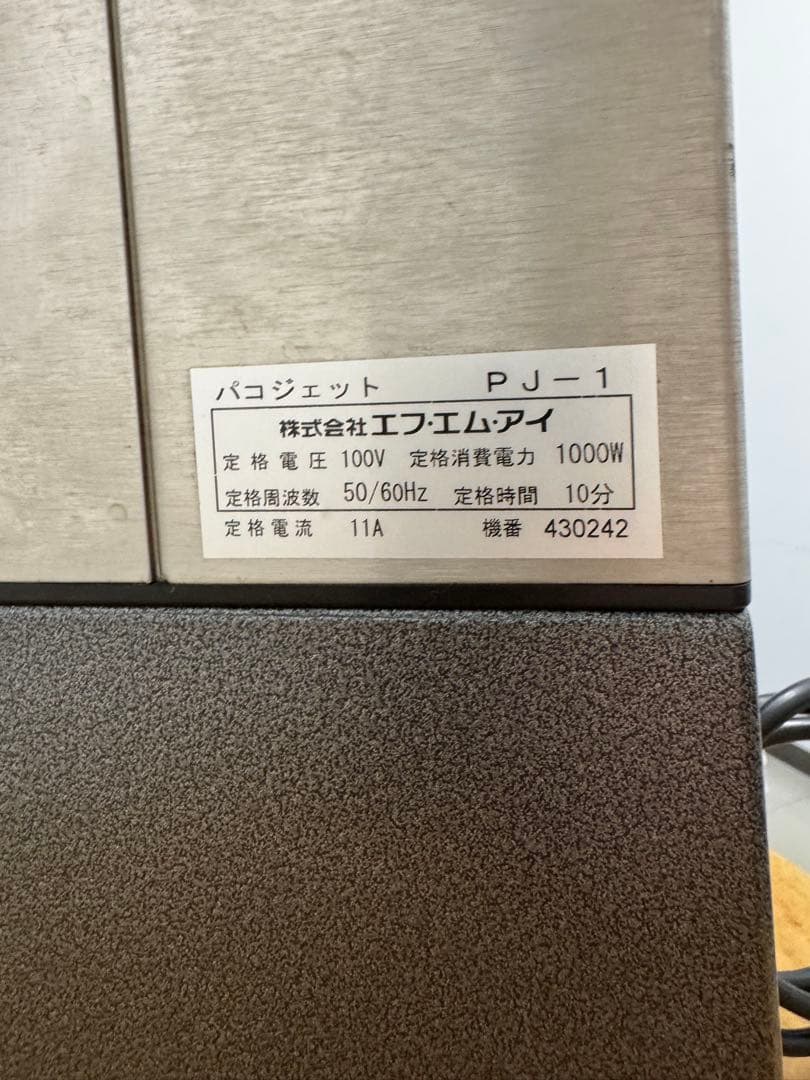 パコジェット PJ-1
株式会社エフ・エム・アイ
定格電圧 100V 定格消費電力 1000W
定格周波数 50/60Hz 定格時間 10分
定格電流 11A 機番 430242